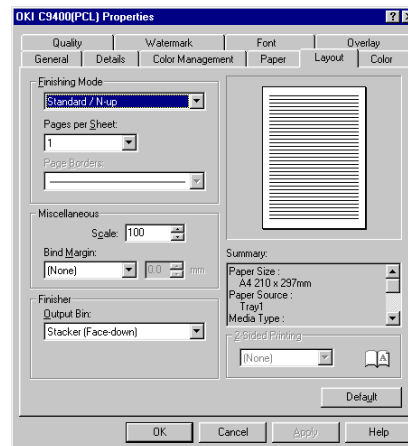 OKI C9400(PCL) Properties
Quality Watermark Font Overlay
General Details Color Management Paper Layout Color
Finishing Mode
Standard / N-up
Pages per Sheet:
1
Page Borders:
Miscellaneous
Scale: 100
Bind Margin:
(None) 0.0 mm
Finisher
Output Bin:
Stacker (Face-down)
Summary:
Paper Size :
A4 210 x 297mm
Paper Source :
Tray1
Media Type :
2-Sided Printing
(None) A
Default
OK Cancel Apply Help